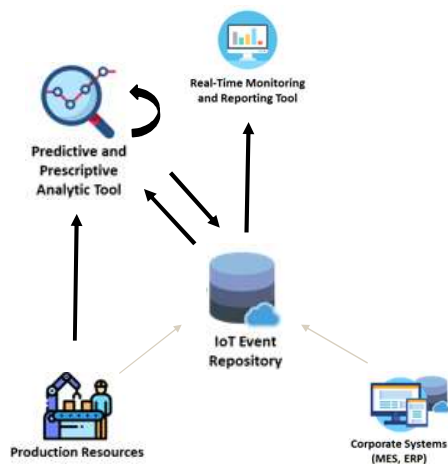 Real-Time Monitoring
and Reporting Tool
Predictive and
Prescriptive
Analytic Tool
IoT Event
Repository
Production Resources
Corporate Systems
(MES, ERP)